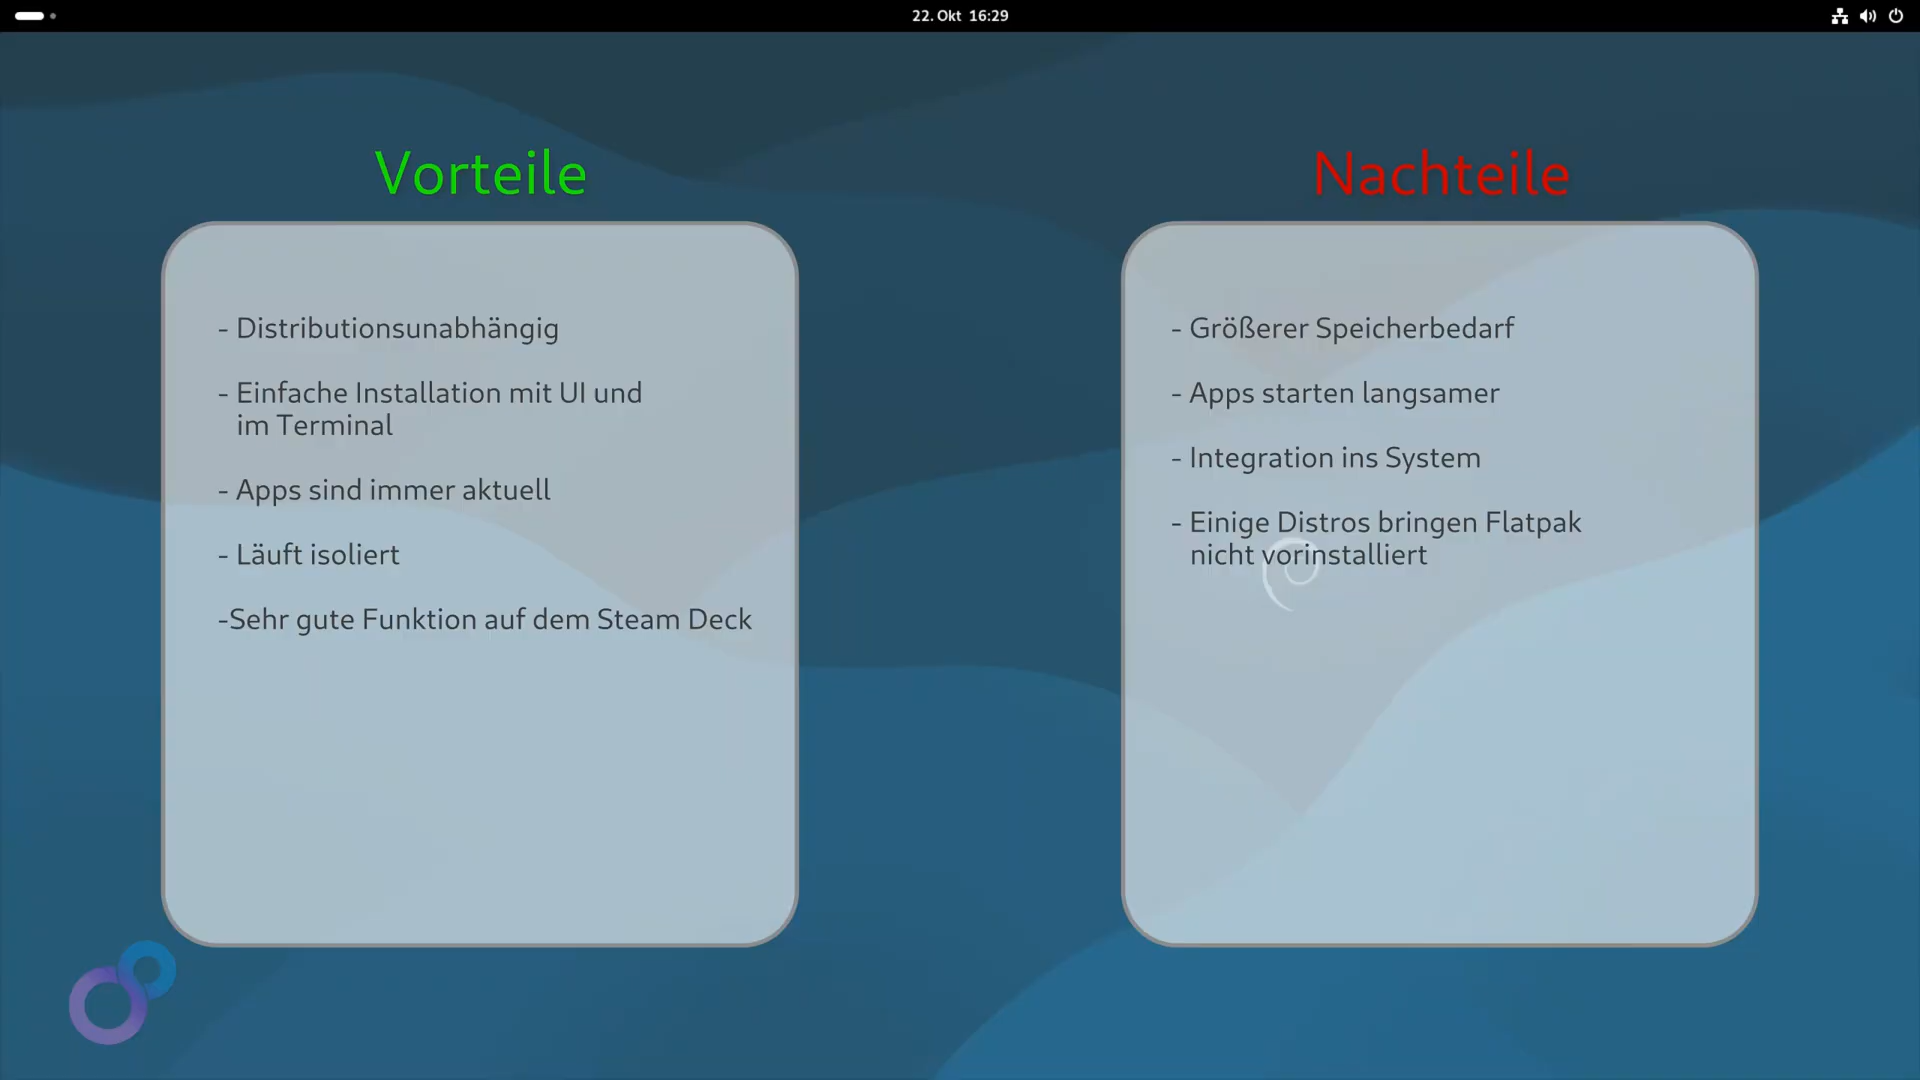 22. Okt 16:29
Vorteile
- Distributionsunabhängig
- Einfache Installation mit UI und
im Terminal
- Apps sind immer aktuell
- Läuft isoliert
-Sehr gute Funktion auf dem Steam Deck
Nachteile
- Größerer Speicherbedarf
- Apps starten langsamer
- Integration ins System
- Einige Distros bringen Flatpak
nicht vorinstalliert